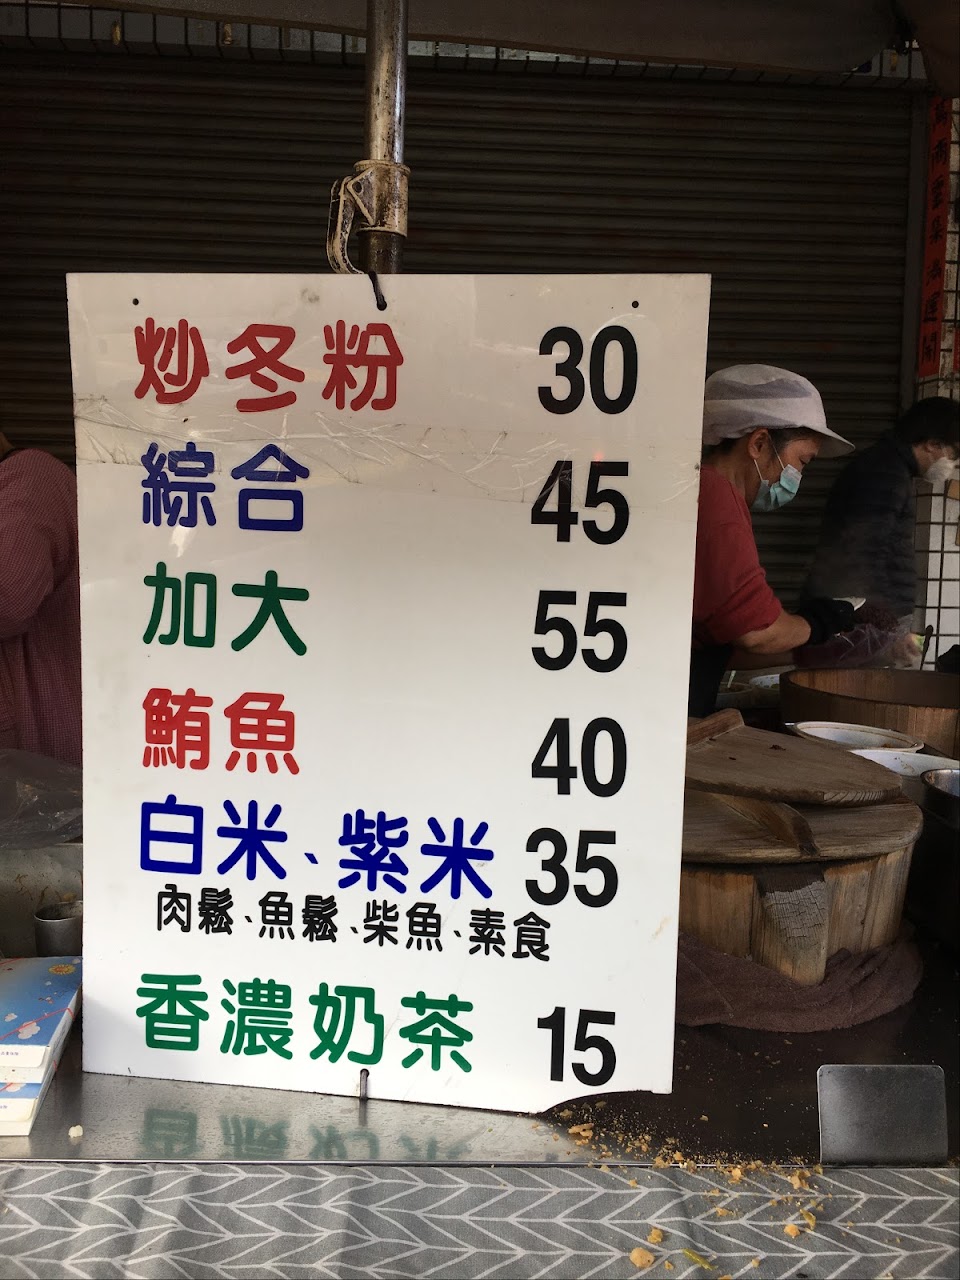 炒冬粉 30
綜合 45
加大 55
鮪魚 40
白米、紫米 35
肉鬆、魚鬆、柴魚、素食
香濃奶茶 15